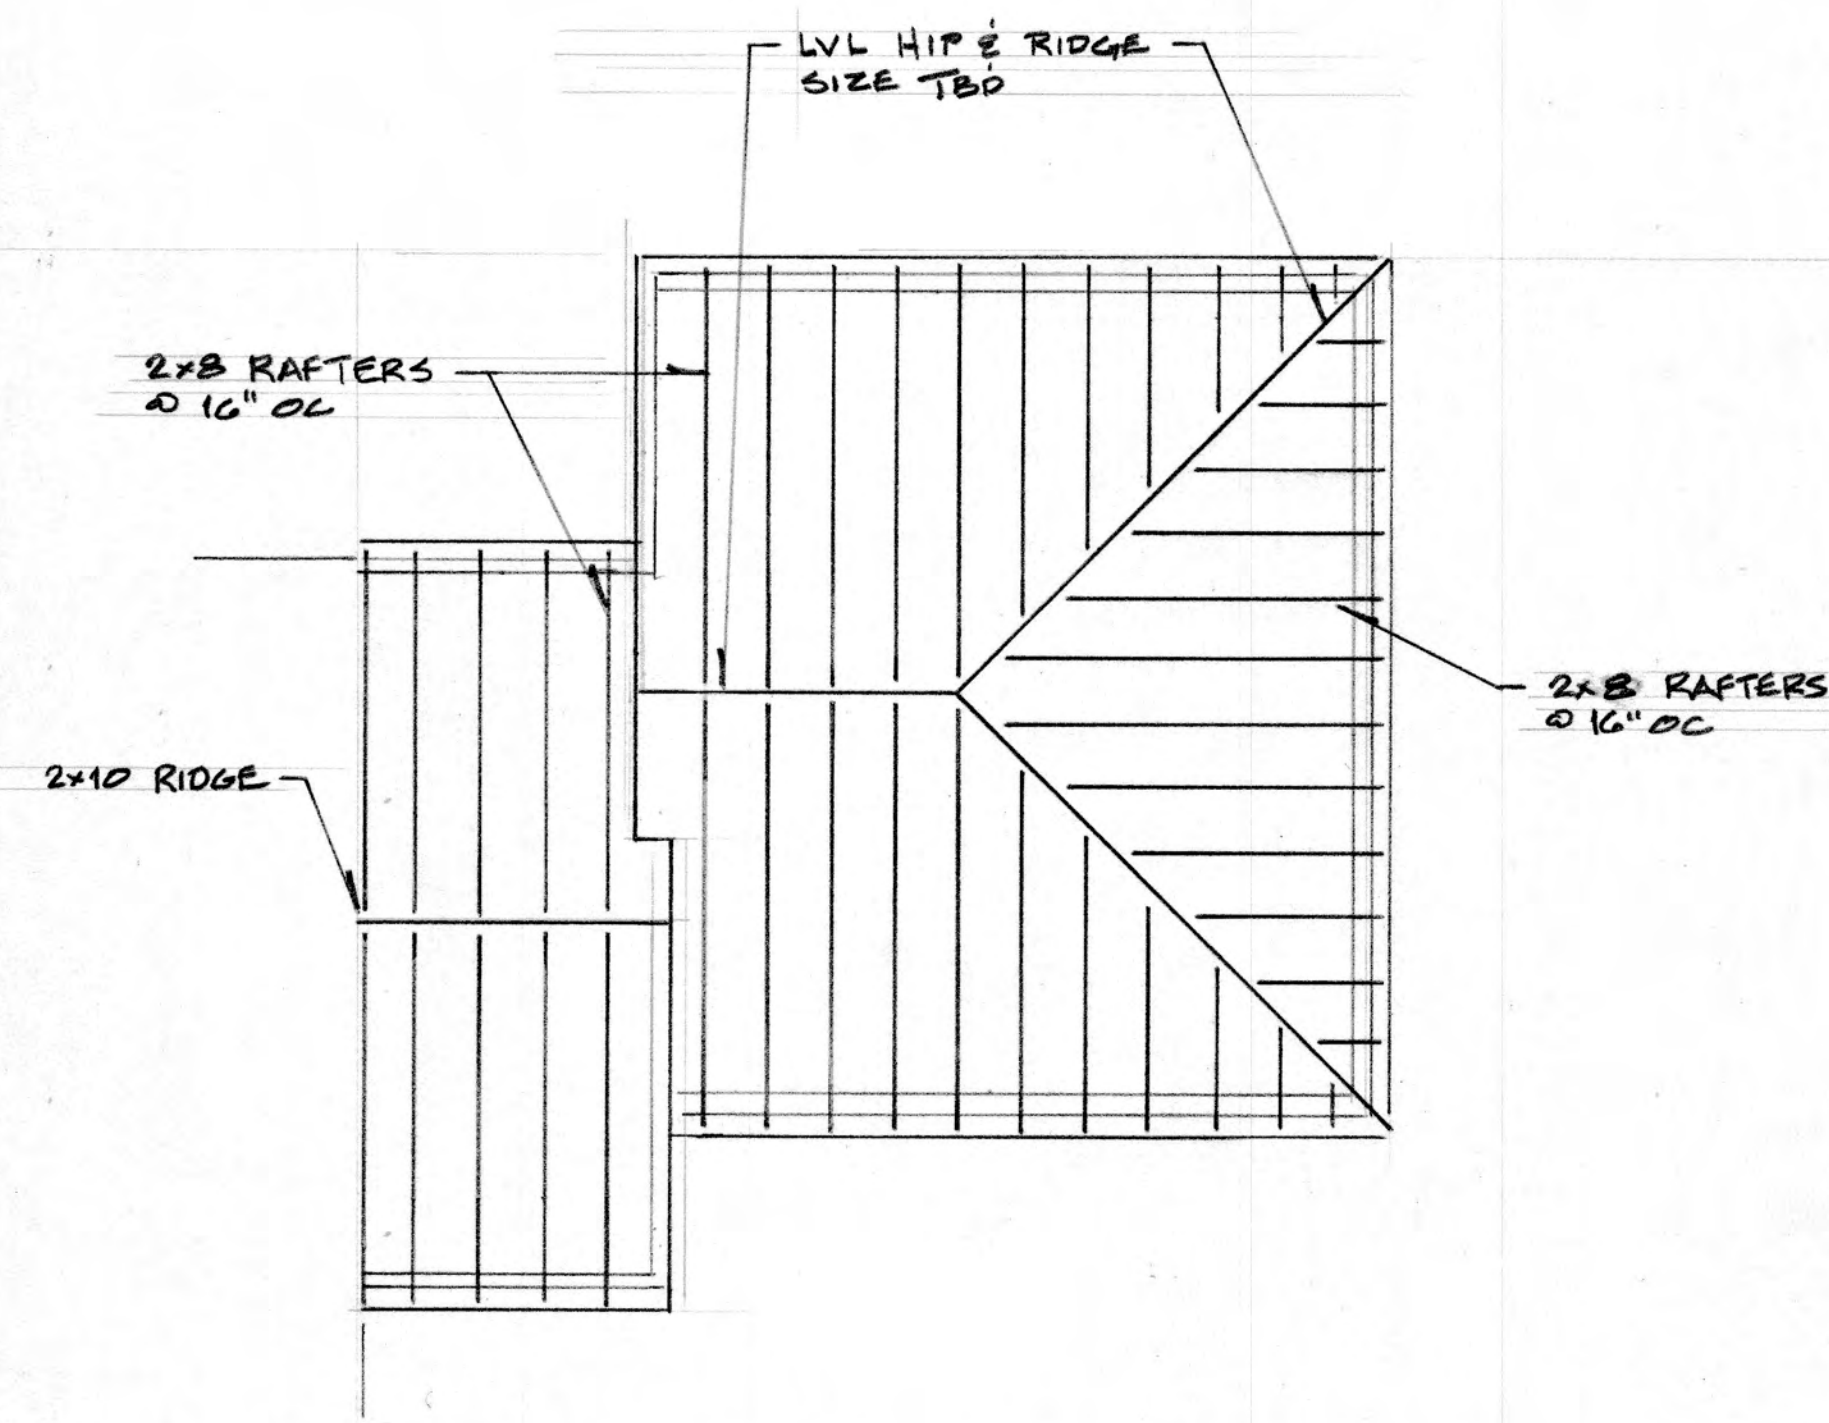 LVL HIP & RIDGE
SIZE TBD
2x8 RAFTERS
@ 16" OC
2x8 RAFTERS
@ 16" OC
2x10 RIDGE